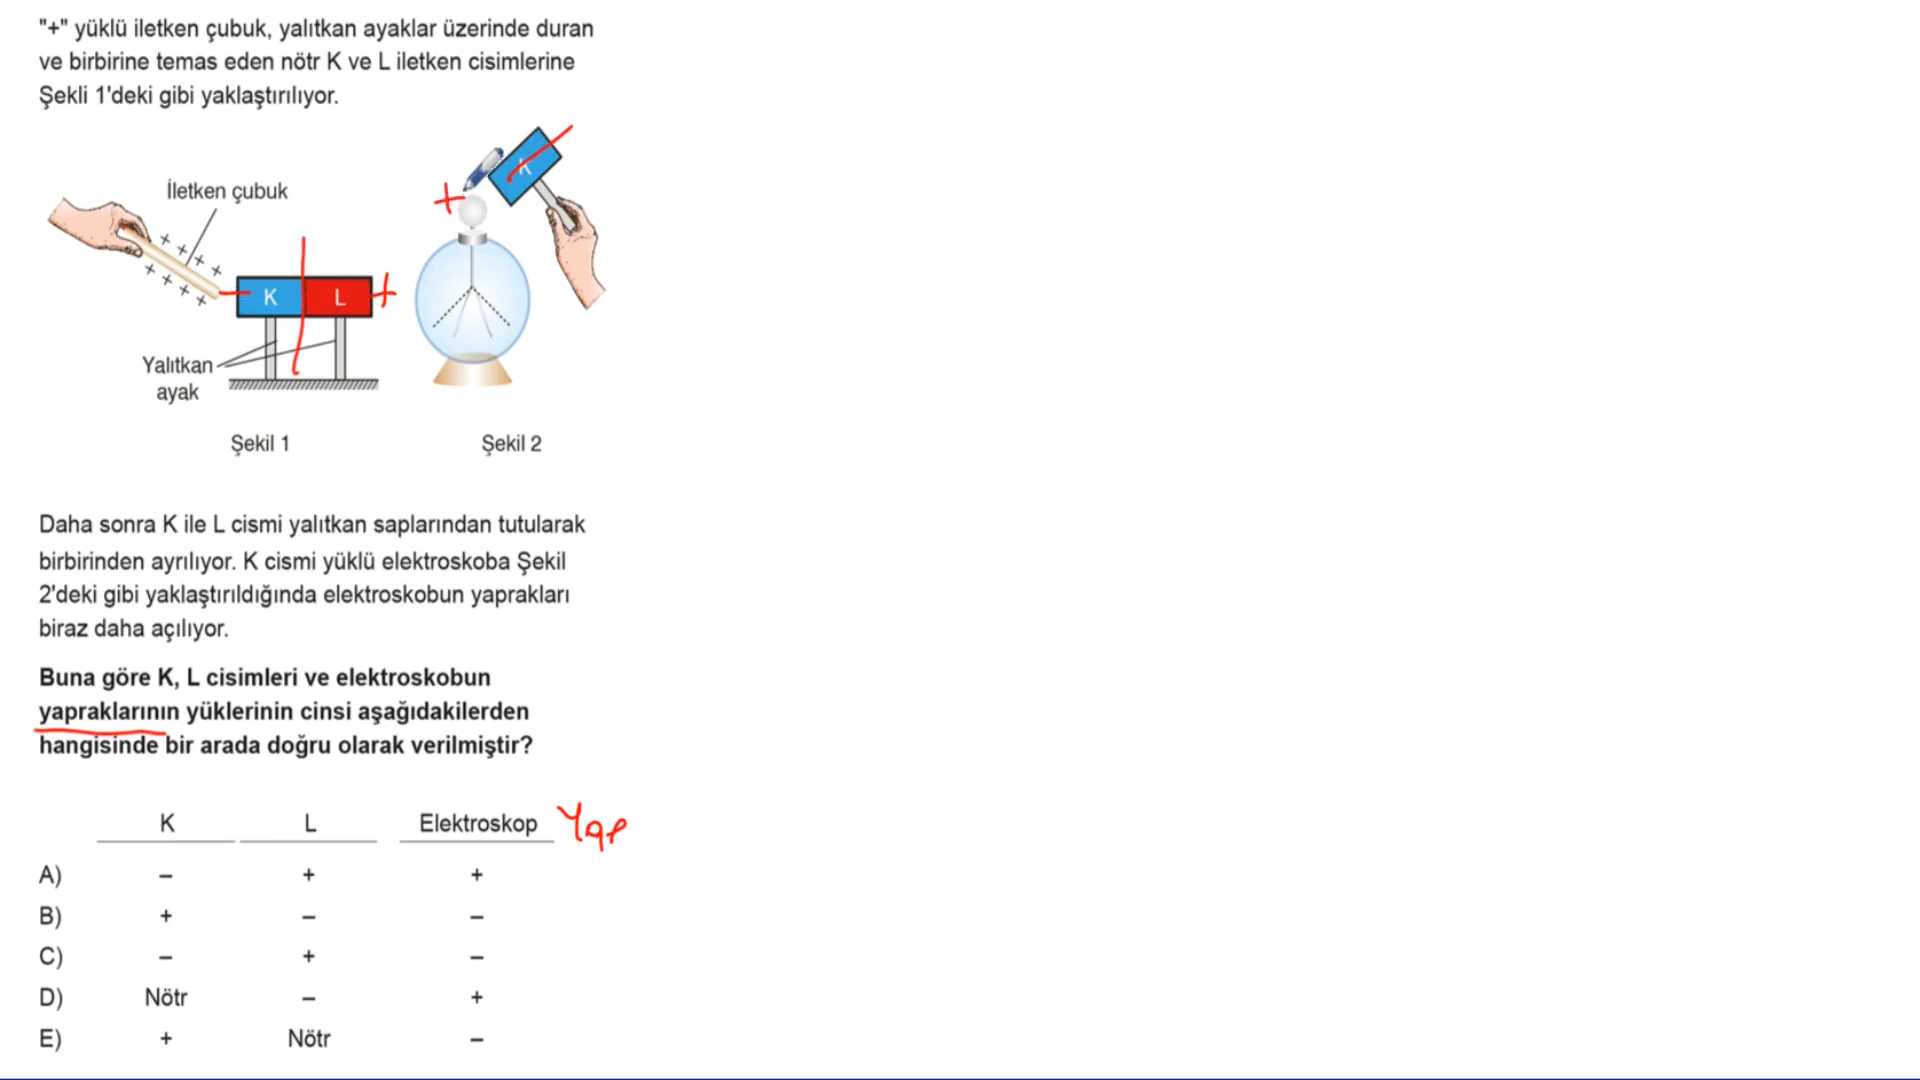 "+" yüklü iletken çubuk, yalıtkan ayaklar üzerinde duran
ve birbirine temas eden nötr K ve L iletken cisimlerine
Şekli 1'deki gibi yaklaştırılıyor.
K
İletken çubuk
+
+ + + +
+ + + +
K L +
Yalıtkan
ayak
Şekil 1 Şekil 2
Daha sonra K ile L cismi yalıtkan saplarından tutularak
birbirinden ayrılıyor. K cismi yüklü elektroskoba Şekil
2'deki gibi yaklaştırıldığında elektroskobun yaprakları
biraz daha açılıyor.
Buna göre K, L cisimleri ve elektroskobun
yapraklarının yüklerinin cinsi aşağıdakilerden
hangisinde bir arada doğru olarak verilmiştir?
K L Elektroskop Yap
A) – + +
B) + – –
C) – + –
D) Nötr – +
E) + Nötr –